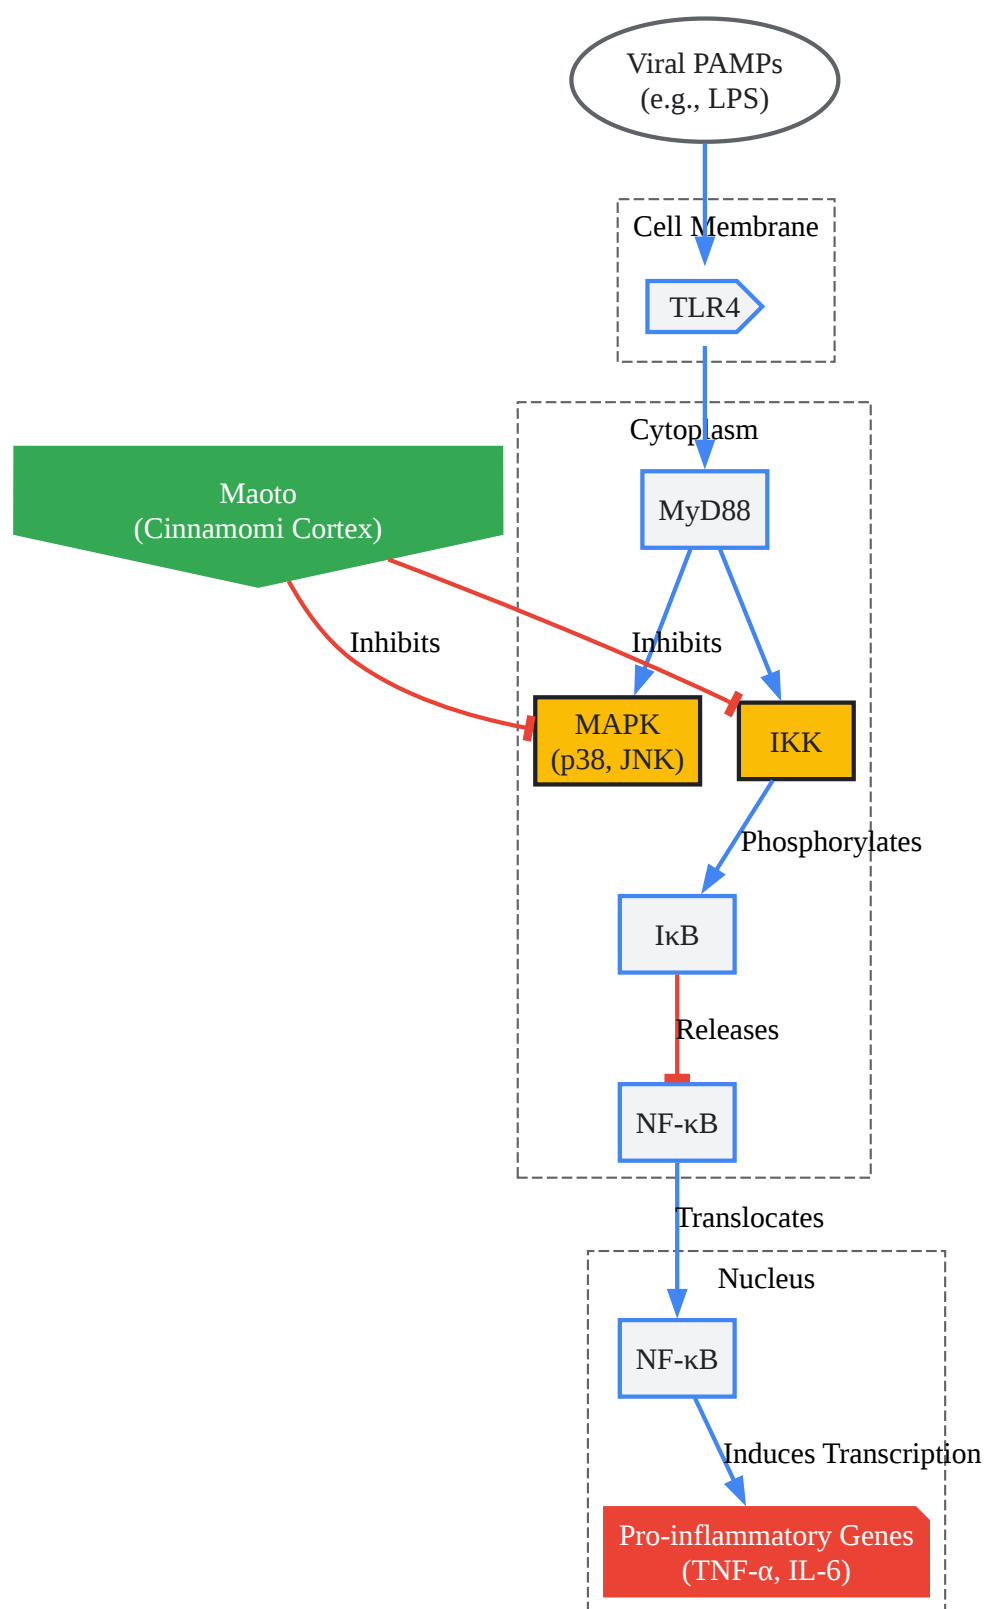 Viral PAMPs
(e.g., LPS)
Cell Membrane
TLR4
Cytoplasm
Maoto
(Cinnamomi Cortex)
MyD88
Inhibits
Inhibits
MAPK
(p38, JNK)
IKK
Phosphorylates
IκB
Releases
NF-κB
Translocates
Nucleus
NF-κB
Induces Transcription
Pro-inflammatory Genes
(TNF-α, IL-6)